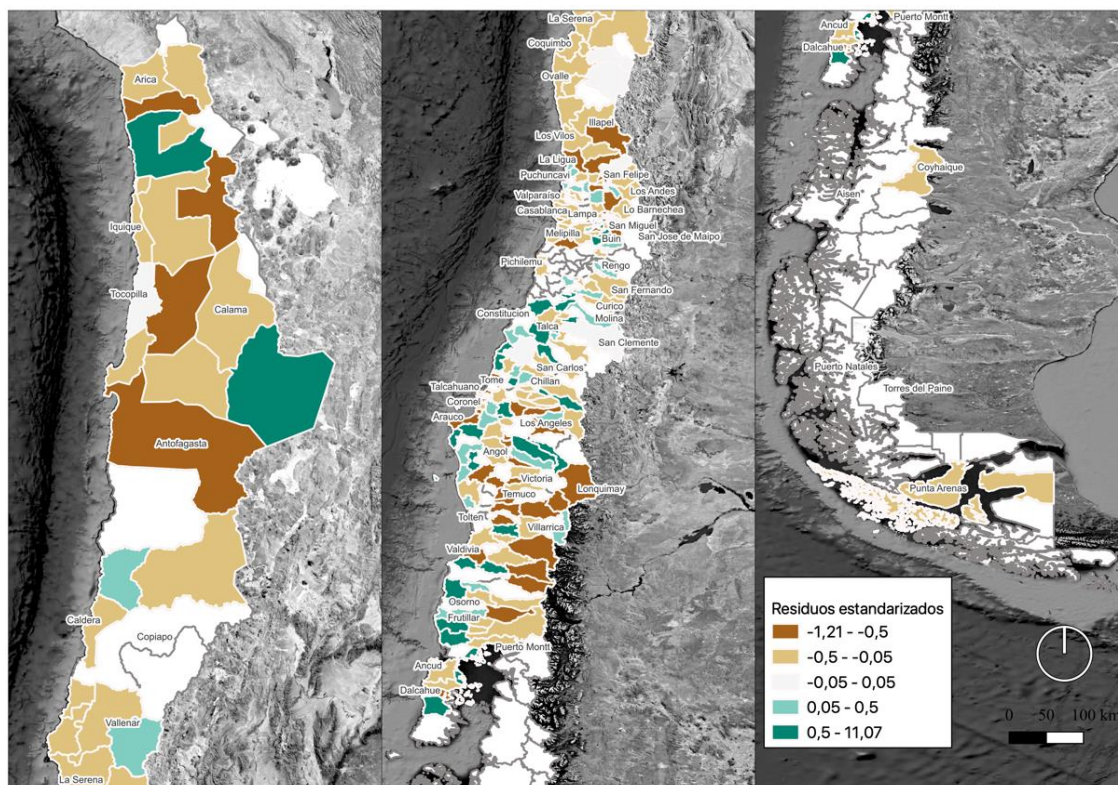 Arica
Iquique
Tocopilla
Calama
Antofagasta
Caldera
Copiapo
Vallenar
La Serena
La Serena
Coquimbo
Ovalle
Illapel
Los Vilos
La Ligua
Puchuncavi
San Felipe
Valparaiso
Los Andes
Casablanca
Lampa
Lo Barnechea
San Miguel
Melipilla
Buin
San Jose de Maipo
Pichilemu
Rengo
San Fernando
Curico
Constitucion
Molina
Talca
San Clemente
San Carlos
Tome
Chillan
Talcahuano
Coronel
Arauco
Los Angeles
Angol
Victoria
Lonquimay
Temuco
Tolten
Villarrica
Valdivia
Osorno
Frutillar
Puerto Montt
Ancud
Dalcahue
Puerto Montt
Ancud
Dalcahue
Coyhaique
Aisen
Puerto Natales
Torres del Paine
Punta Arenas
Residuos estandarizados
-1,21 - -0,5
-0,5 - -0,05
-0,05 - 0,05
0,05 - 0,5
0,5 - 11,07
0 50 100 km